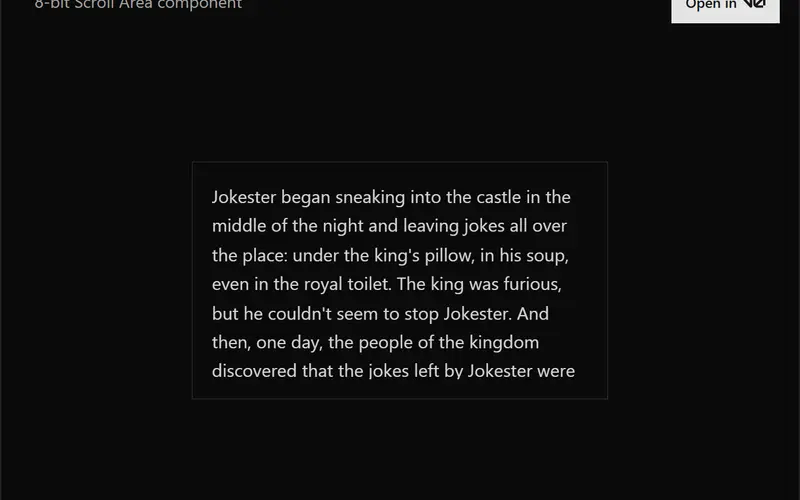 8-bit Scroll Area component
Open in v0
Jokester began sneaking into the castle in the
middle of the night and leaving jokes all over
the place: under the king's pillow, in his soup,
even in the royal toilet. The king was furious,
but he couldn't seem to stop Jokester. And
then, one day, the people of the kingdom
discovered that the jokes left by Jokester were